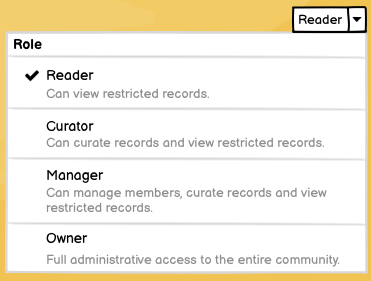 Reader
Role
Reader
Can view restricted records.
Curator
Can curate records and view restricted records.
Manager
Can manage members, curate records and view
restricted records.
Owner
Full administrative access to the entire community.